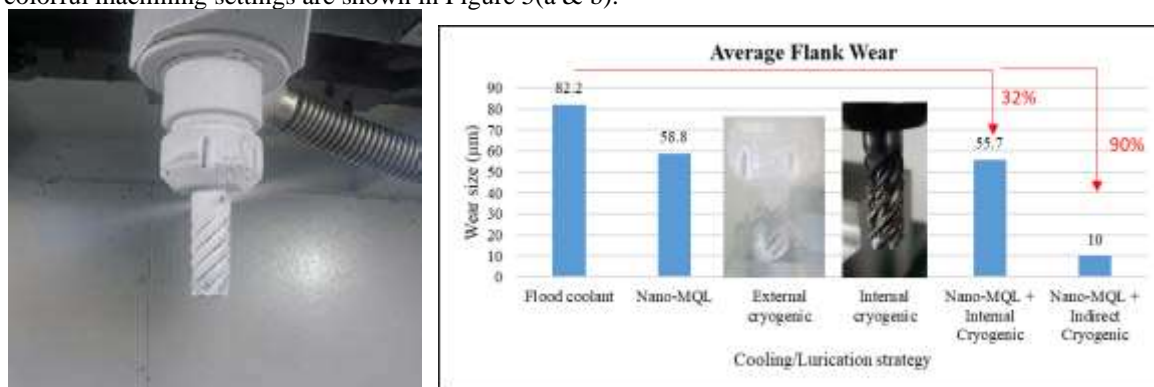 colorful machining settings are shown in Figure 3(a & b).
Average Flank Wear
Wear size (μm)
90
80
70
60
50
40
30
20
10
0
82.2
58.8
55.7
10
32%
90%
Flood coolant
Nano-MQL
External
cryogenic
Internal
cryogenic
Nano-MQL +
Internal
Cryogenic
Nano-MQL +
Indirect
Cryogenic
Cooling/Lurication strategy